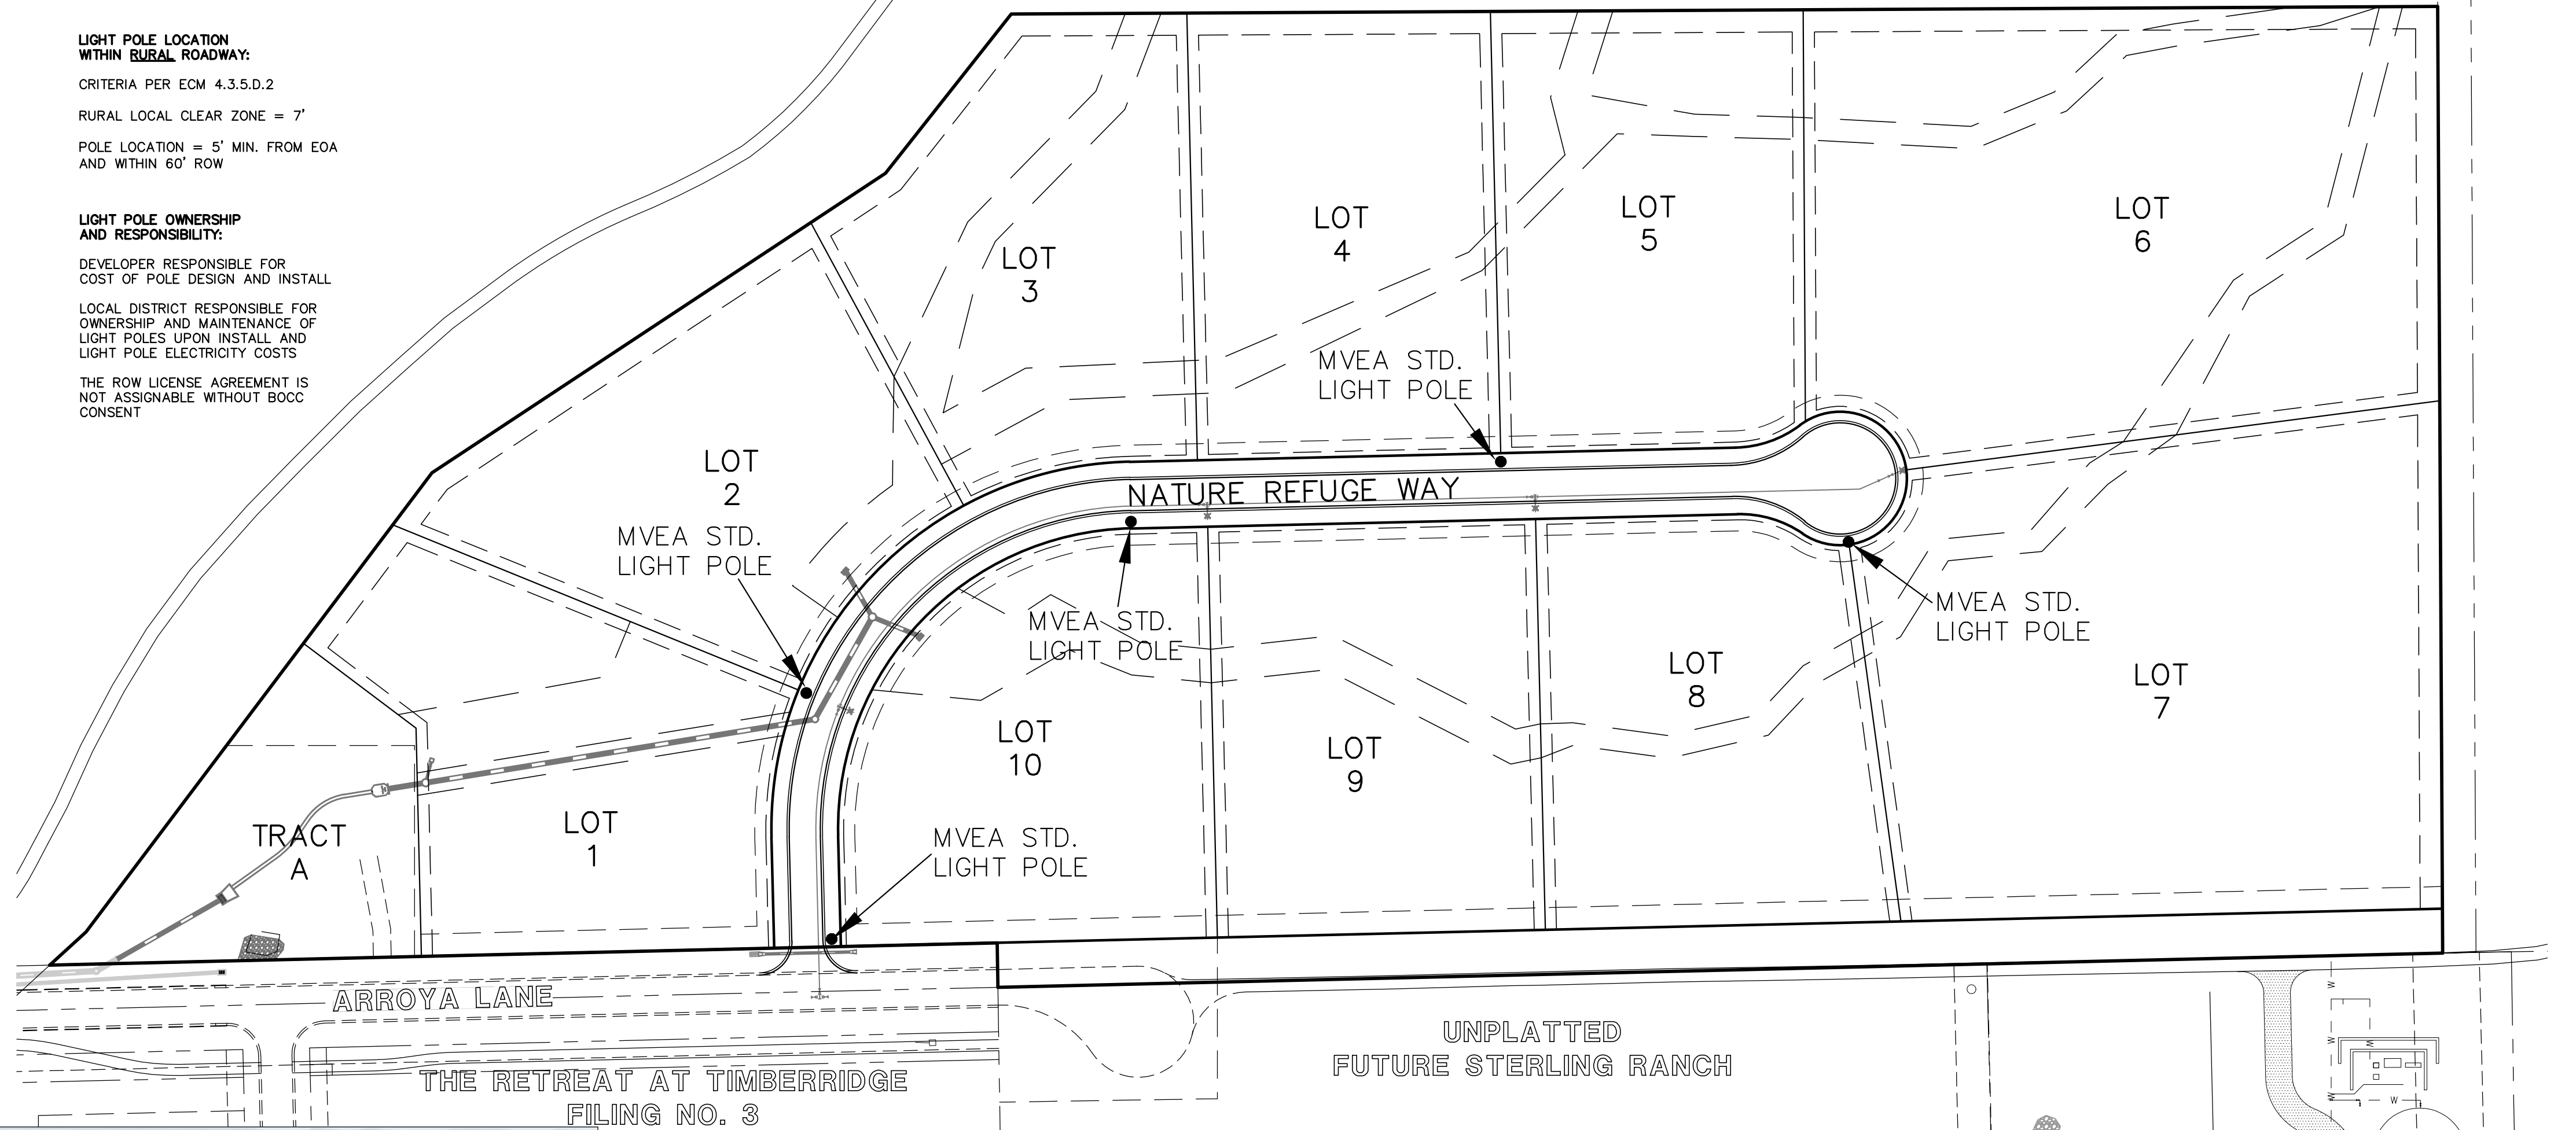 LIGHT POLE LOCATION
WITHIN RURAL ROADWAY:
CRITERIA PER ECM 4.3.5.D.2
RURAL LOCAL CLEAR ZONE = 7'
POLE LOCATION = 5' MIN. FROM EOA
AND WITHIN 60' ROW
LIGHT POLE OWNERSHIP
AND RESPONSIBILITY:
DEVELOPER RESPONSIBLE FOR
COST OF POLE DESIGN AND INSTALL
LOCAL DISTRICT RESPONSIBLE FOR
OWNERSHIP AND MAINTENANCE OF
LIGHT POLES UPON INSTALL AND
LIGHT POLE ELECTRICITY COSTS
THE ROW LICENSE AGREEMENT IS
NOT ASSIGNABLE WITHOUT BOCC
CONSENT
LOT
3
LOT
4
LOT
5
LOT
6
MVEA STD.
LIGHT POLE
LOT
2
NATURE REFUGE WAY
MVEA STD.
LIGHT POLE
MVEA STD.
LIGHT POLE
MVEA STD.
LIGHT POLE
LOT
8
LOT
7
LOT
10
LOT
9
TRACT
A
LOT
1
MVEA STD.
LIGHT POLE
ARROYA LANE
UNPLATTED
FUTURE STERLING RANCH
THE RETREAT AT TIMBERRIDGE
FILING NO. 3
W
W
W
W